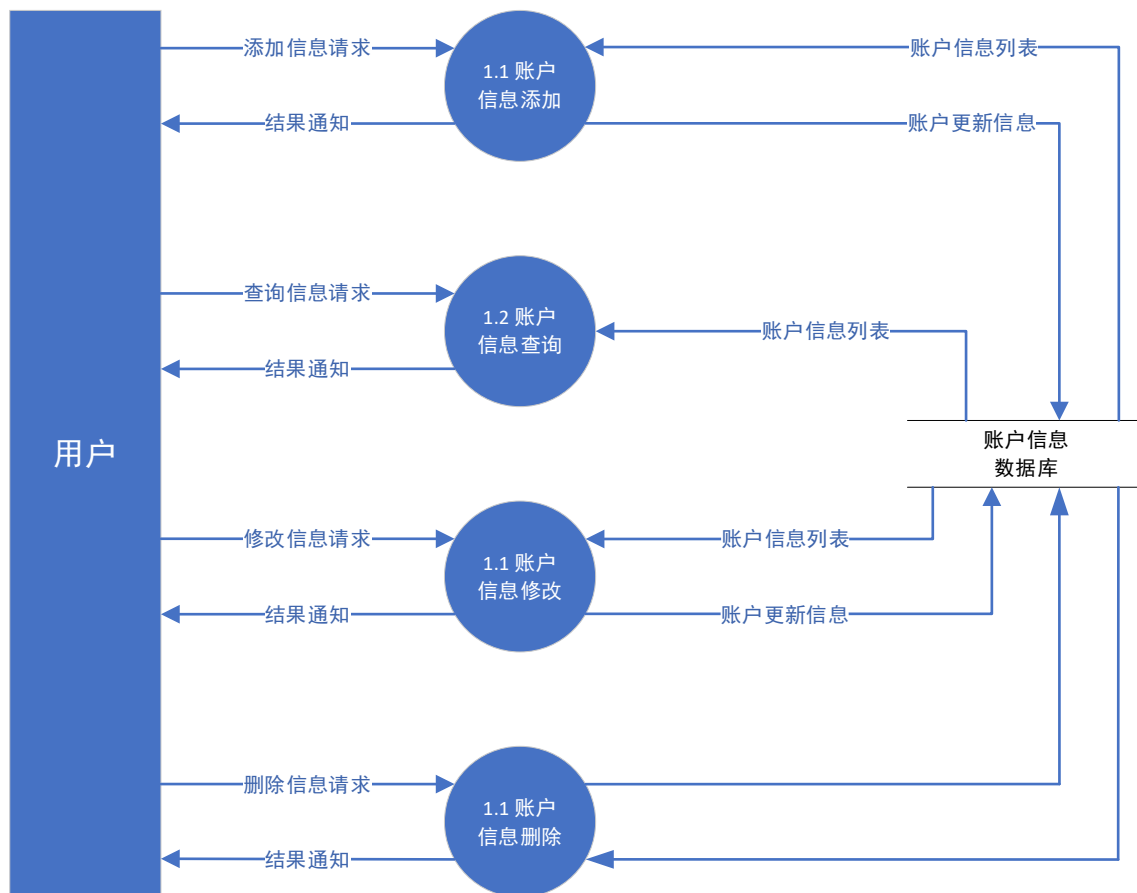 添加信息请求
账户信息列表
1.1 账户
信息添加
结果通知
账户更新信息
查询信息请求
1.2 账户
信息查询
账户信息列表
结果通知
用户
账户信息
数据库
修改信息请求
账户信息列表
1.1 账户
信息修改
结果通知
账户更新信息
删除信息请求
1.1 账户
信息删除
结果通知